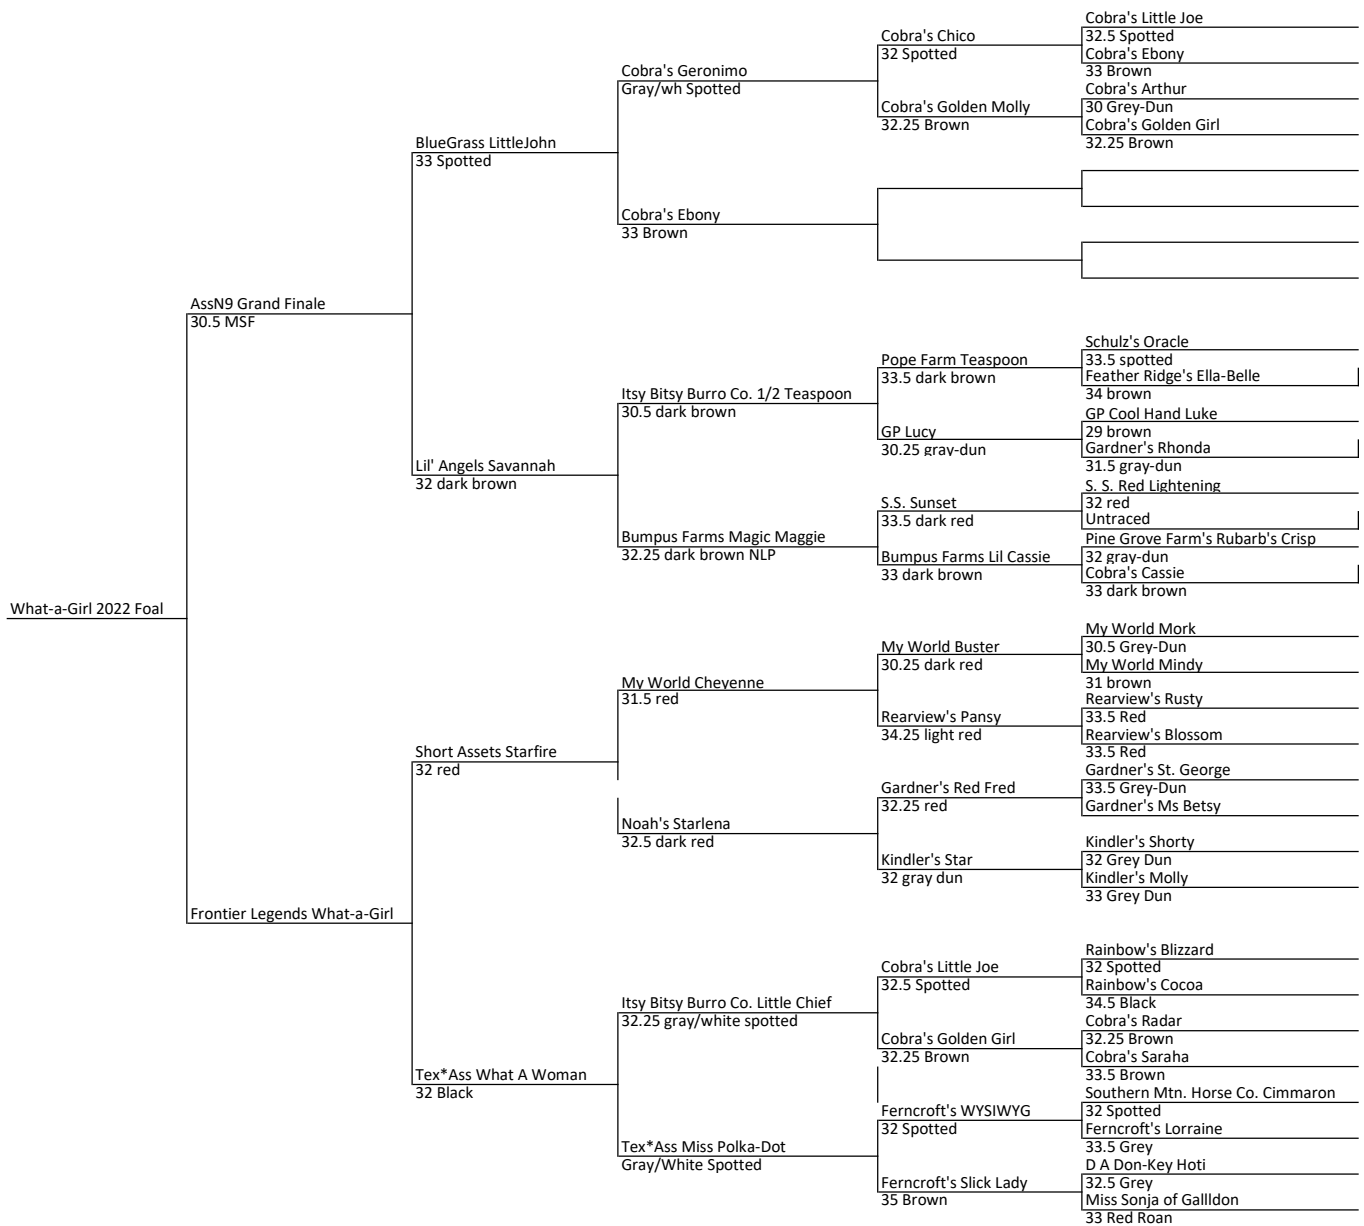 What-a-Girl 2022 Foal
AssN9 Grand Finale
30.5 MSF
Frontier Legends What-a-Girl
BlueGrass LittleJohn
33 Spotted
Lil' Angels Savannah
32 dark brown
Short Assets Starfire
32 red
Tex*Ass What A Woman
32 Black
Cobra's Geronimo
Gray/wh Spotted
Cobra's Ebony
33 Brown
Itsy Bitsy Burro Co. 1/2 Teaspoon
30.5 dark brown
Bumpus Farms Magic Maggie
32.25 dark brown NLP
My World Cheyenne
31.5 red
Noah's Starlena
32.5 dark red
Itsy Bitsy Burro Co. Little Chief
32.25 gray/white spotted
Tex*Ass Miss Polka-Dot
Gray/White Spotted
Cobra's Chico
32 Spotted
Cobra's Golden Molly
32.25 Brown
Pope Farm Teaspoon
33.5 dark brown
GP Lucy
30.25 gray-dun
S.S. Sunset
33.5 dark red
Bumpus Farms Lil Cassie
33 dark brown
My World Buster
30.25 dark red
Rearview's Pansy
34.25 light red
Gardner's Red Fred
32.25 red
Kindler's Star
32 gray dun
Cobra's Little Joe
32.5 Spotted
Cobra's Golden Girl
32.25 Brown
Ferncroft's WYSIWYG
32 Spotted
Ferncroft's Slick Lady
35 Brown
Cobra's Little Joe
32.5 Spotted
Cobra's Ebony
33 Brown
Cobra's Arthur
30 Grey-Dun
Cobra's Golden Girl
32.25 Brown
Schulz's Oracle
33.5 spotted
Feather Ridge's Ella-Belle
34 brown
GP Cool Hand Luke
29 brown
Gardner's Rhonda
31.5 gray-dun
S. S. Red Lightening
32 red
Untraced
Pine Grove Farm's Rubarb's Crisp
32 gray-dun
Cobra's Cassie
33 dark brown
My World Mork
30.5 Grey-Dun
My World Mindy
31 brown
Rearview's Rusty
33.5 Red
Rearview's Blossom
33.5 Red
Gardner's St. George
33.5 Grey-Dun
Gardner's Ms Betsy
Kindler's Shorty
32 Grey Dun
Kindler's Molly
33 Grey Dun
Rainbow's Blizzard
32 Spotted
Rainbow's Cocoa
34.5 Black
Cobra's Radar
32.25 Brown
Cobra's Saraha
33.5 Brown
Southern Mtn. Horse Co. Cimmaron
32 Spotted
Ferncroft's Lorraine
33.5 Grey
D A Don-Key Hoti
32.5 Grey
Miss Sonja of Gallldon
33 Red Roan